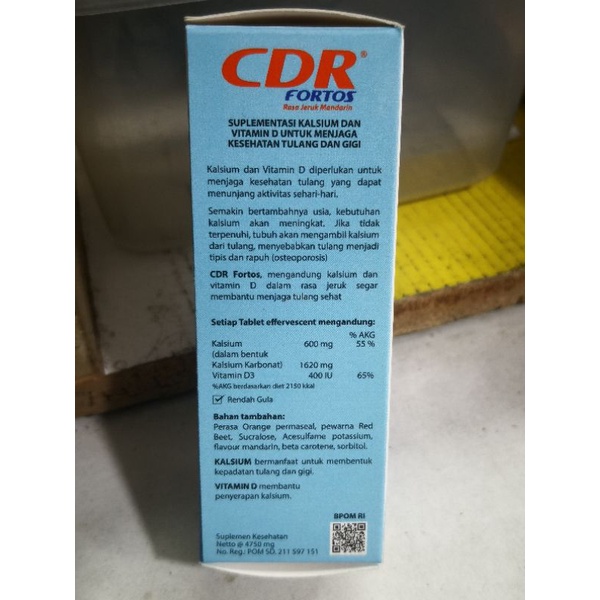 CDR®
FORTOS
Rasa Jeruk Mandarin
SUPLEMENTASI KALSIUM DAN
VITAMIN D UNTUK MENJAGA
KESEHATAN TULANG DAN GIGI
Kalsium dan Vitamin D diperlukan untuk
menjaga kesehatan tulang yang dapat
menunjang aktivitas sehari-hari.
Semakin bertambahnya usia, kebutuhan
kalsium akan meningkat. Jika tidak
terpenuhi, tubuh akan mengambil kalsium
dari tulang, menyebabkan tulang menjadi
tipis dan rapuh (osteoporosis)
CDR Fortos, mengandung kalsium dan
vitamin D dalam rasa jeruk segar
membantu menjaga tulang sehat
Setiap Tablet effervescent mengandung:
% AKG
Kalsium 600 mg 55 %
(dalam bentuk
Kalsium Karbonat) 1620 mg
Vitamin D3 400 IU 65%
%AKG berdasarkan diet 2150 kkal
Rendah Gula
Bahan tambahan:
Perasa Orange permaseal, pewarna Red
Beet, Sucralose, Acesulfame potassium,
flavour mandarin, beta carotene, sorbitol.
KALSIUM bermanfaat untuk membentuk
kepadatan tulang dan gigi.
VITAMIN D membantu
penyerapan kalsium.
BPOM RI
Suplemen Kesehatan
Netto @ 4750 mg
No. Reg.: POM SD. 211 597 151